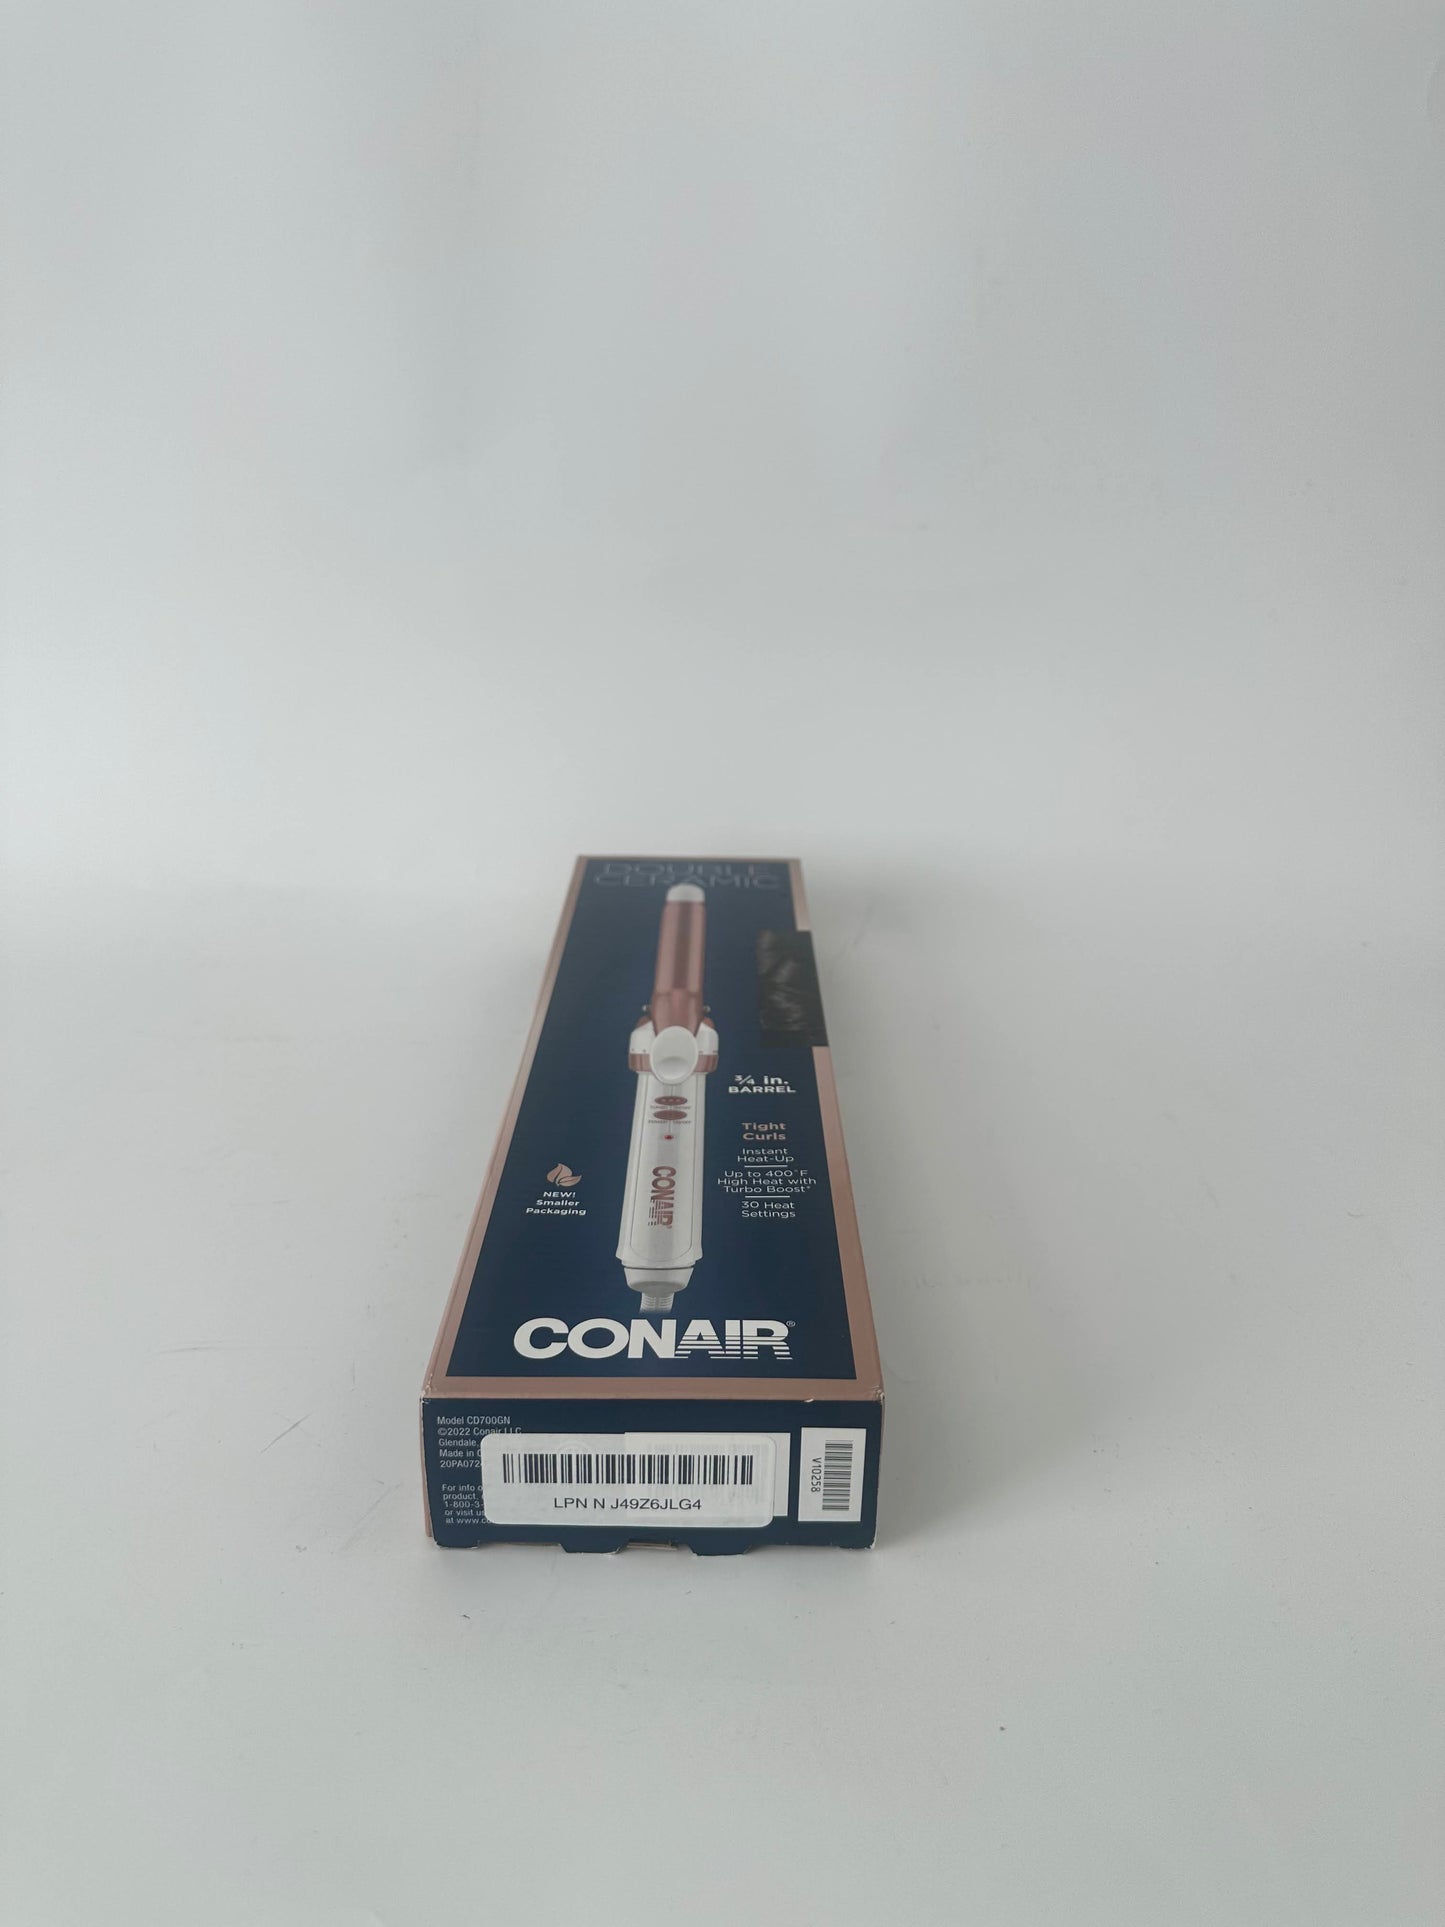 DOUBLE
CERAMIC
¾ in.
BARREL
Tight
Curls
Instant
Heat-Up
Up to 400°F
High Heat with
Turbo Boost*
30 Heat
Settings
NEW!
Smaller
Packaging
CONAIR
CONAIR®
Model CD700GN
©2022 Conair LLC
Glendale,
Made in
20PA072
For info
product,
1-800-3-
or visit us
at www.co
LPN N J49Z6JLG4
V10258